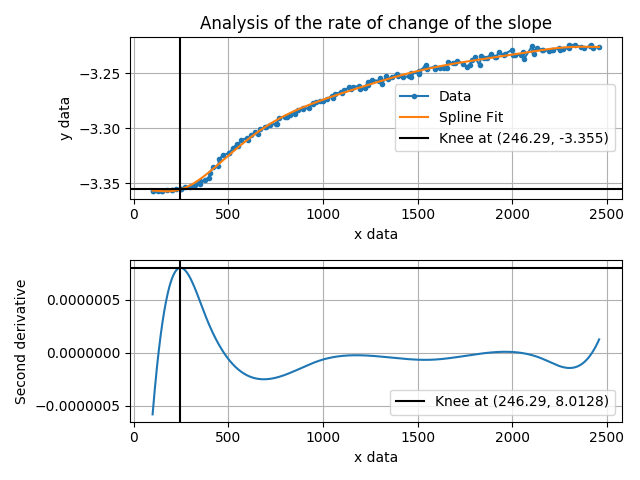 Analysis of the rate of change of the slope
y data
−3.25
−3.30
−3.35
Data
Spline Fit
Knee at (246.29, -3.355)
0 500 1000 1500 2000 2500
x data
Second derivative
0.0000005
0.0000000
−0.0000005
Knee at (246.29, 8.0128)
0 500 1000 1500 2000 2500
x data